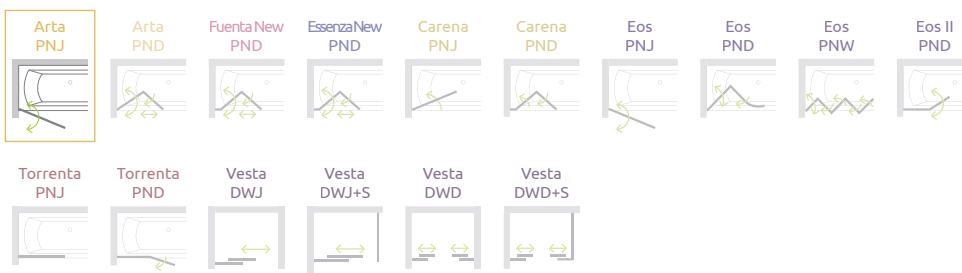 Arta
PNJ
Arta
PND
Fuenta New
PND
Essenza New
PND
Carena
PNJ
Carena
PND
Eos
PNJ
Eos
PND
Eos
PNW
Eos II
PND
Torrenta
PNJ
Torrenta
PND
Vesta
DWJ
Vesta
DWJ+S
Vesta
DWD
Vesta
DWD+S